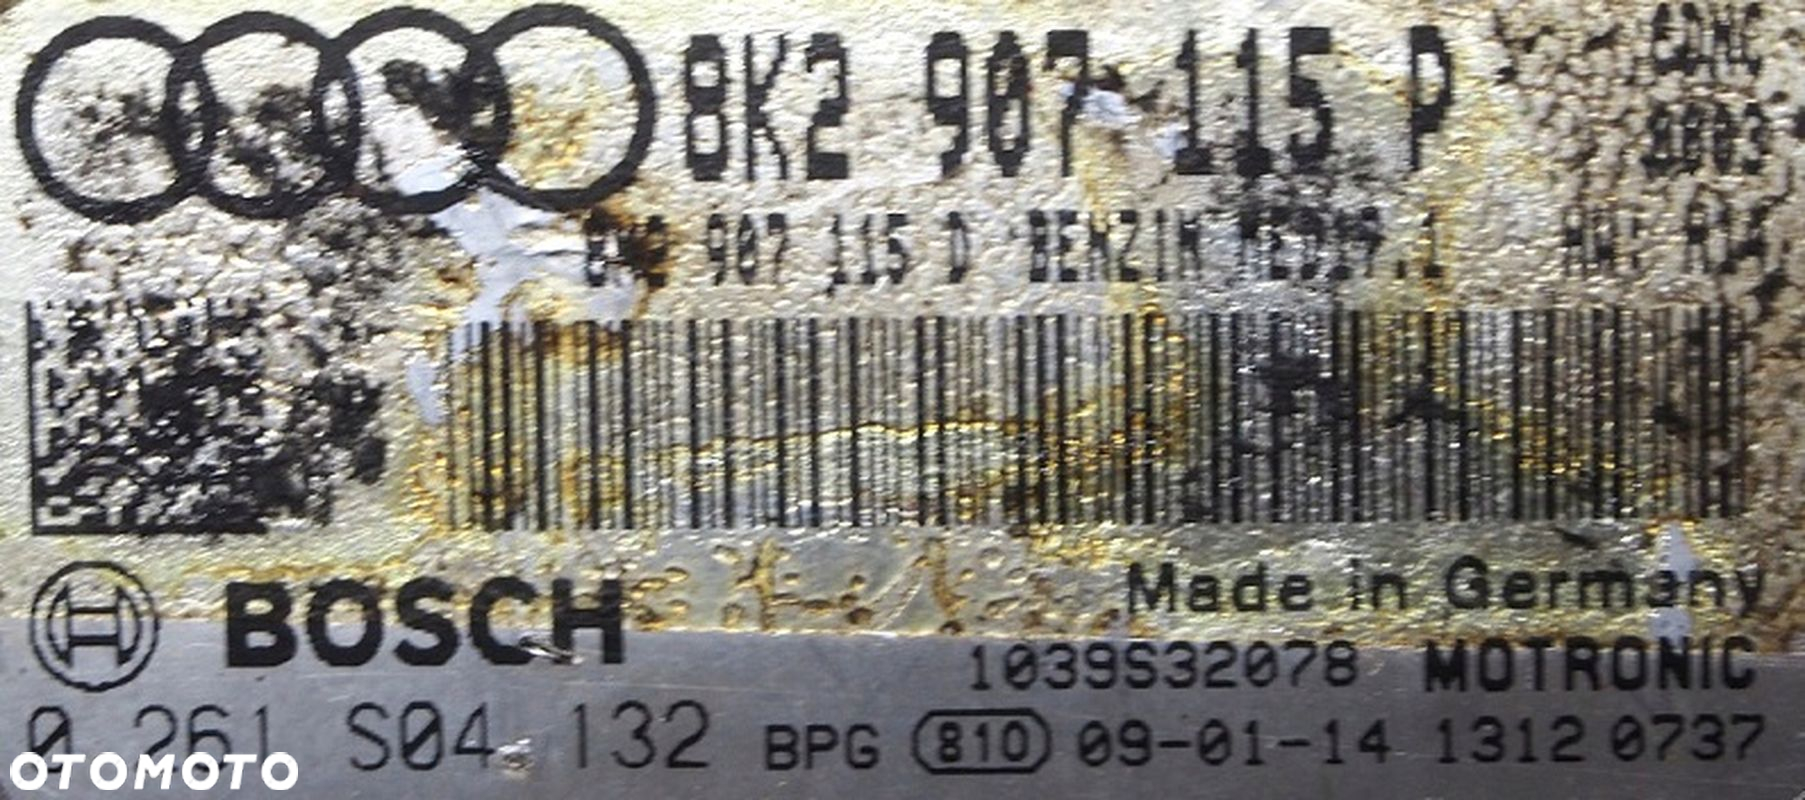 8K2 907 115 P
907 115 D BENZIN
BOSCH
Made in Germany
1039S32078 MOTRONIC
0 261 S04 132 BPG 810 09-01-14 1312 0737
OTOMOTO